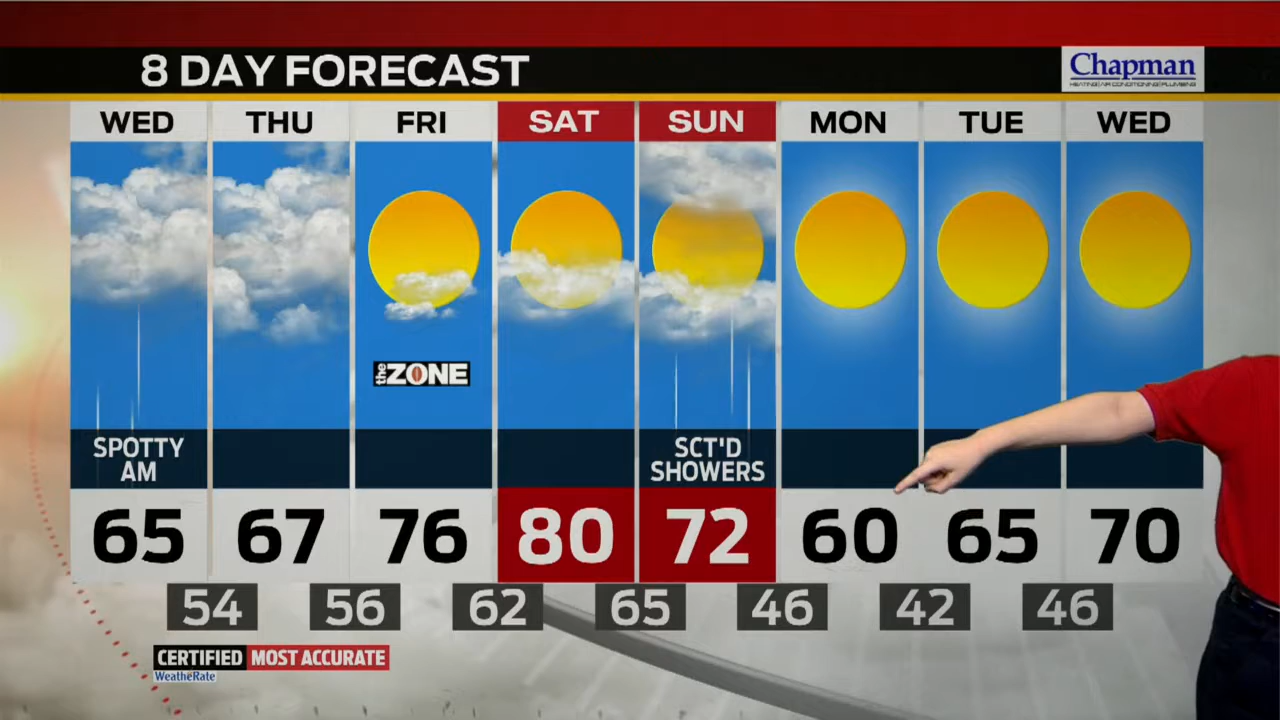 8 DAY FORECAST
Chapman
HEATING | AIR CONDITIONING | PLUMBING
WED THU FRI SAT SUN MON TUE WED
the ZONE
SPOTTY AM
SCT'D SHOWERS
65 67 76 80 72 60 65 70
54 56 62 65 46 42 46
CERTIFIED MOST ACCURATE
WeatheRate